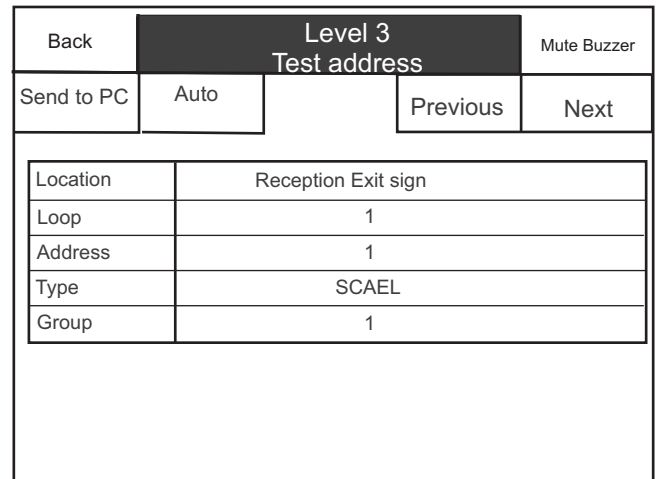 Back
Level 3
Test address
Mute Buzzer
Send to PC
Auto
Previous
Next
Location Reception Exit sign
Loop 1
Address 1
Type SCAEL
Group 1